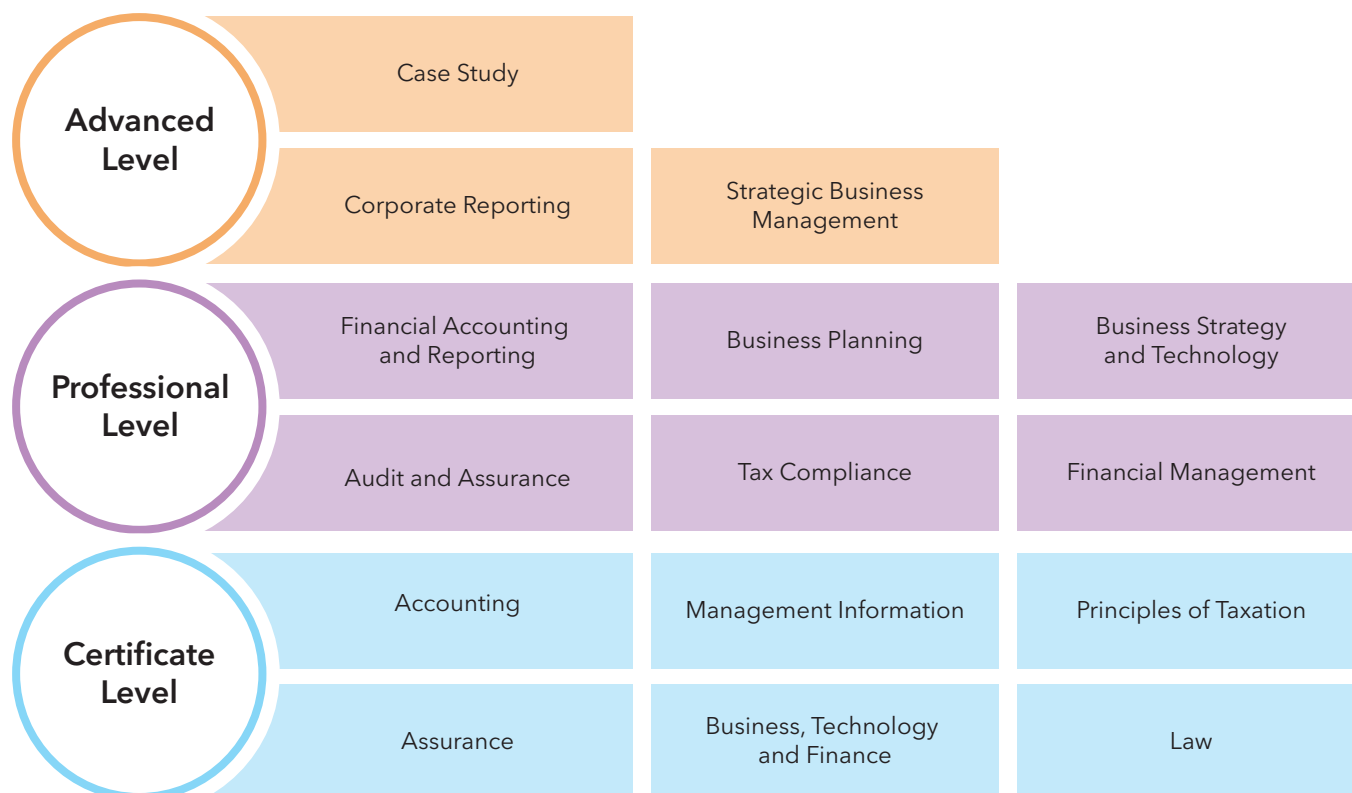 Advanced
Level
Case Study
Corporate Reporting
Strategic Business
Management
Professional
Level
Financial Accounting
and Reporting
Business Planning
Business Strategy
and Technology
Audit and Assurance
Tax Compliance
Financial Management
Certificate
Level
Accounting
Management Information
Principles of Taxation
Assurance
Business, Technology
and Finance
Law